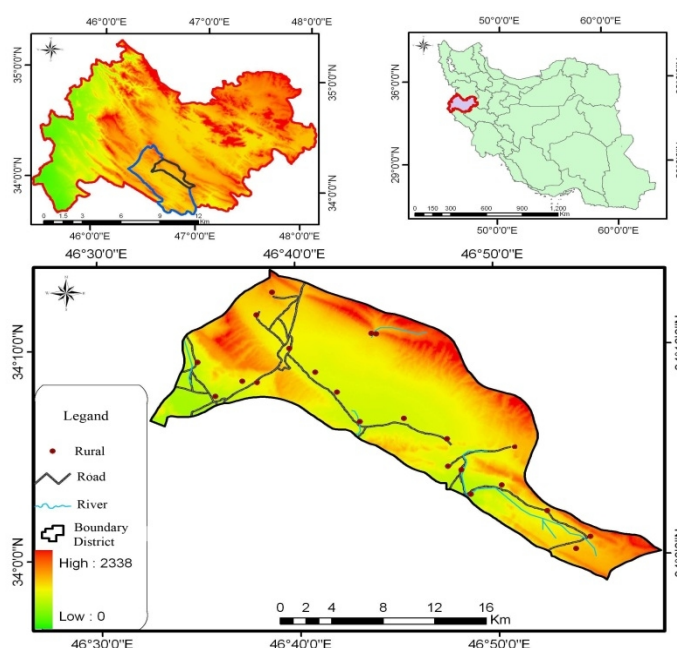 46°0'0"E 47°0'0"E 48°0'0"E
35°0'0"N
34°0'0"N
35°0'0"N
34°0'0"N
0 1.5 3 6 9 12
Km
46°0'0"E 47°0'0"E 48°0'0"E
50°0'0"E 60°0'0"E
36°0'0"N
29°0'0"N
0 150 300 600 900 1,200
Km
50°0'0"E 60°0'0"E
46°30'0"E 46°40'0"E 46°50'0"E
34°10'0"N
34°0'0"N
Legand
Rural
Road
River
Boundary
District
High : 2338
Low : 0
0 2 4 8 12 16
Km
46°30'0"E 46°40'0"E 46°50'0"E